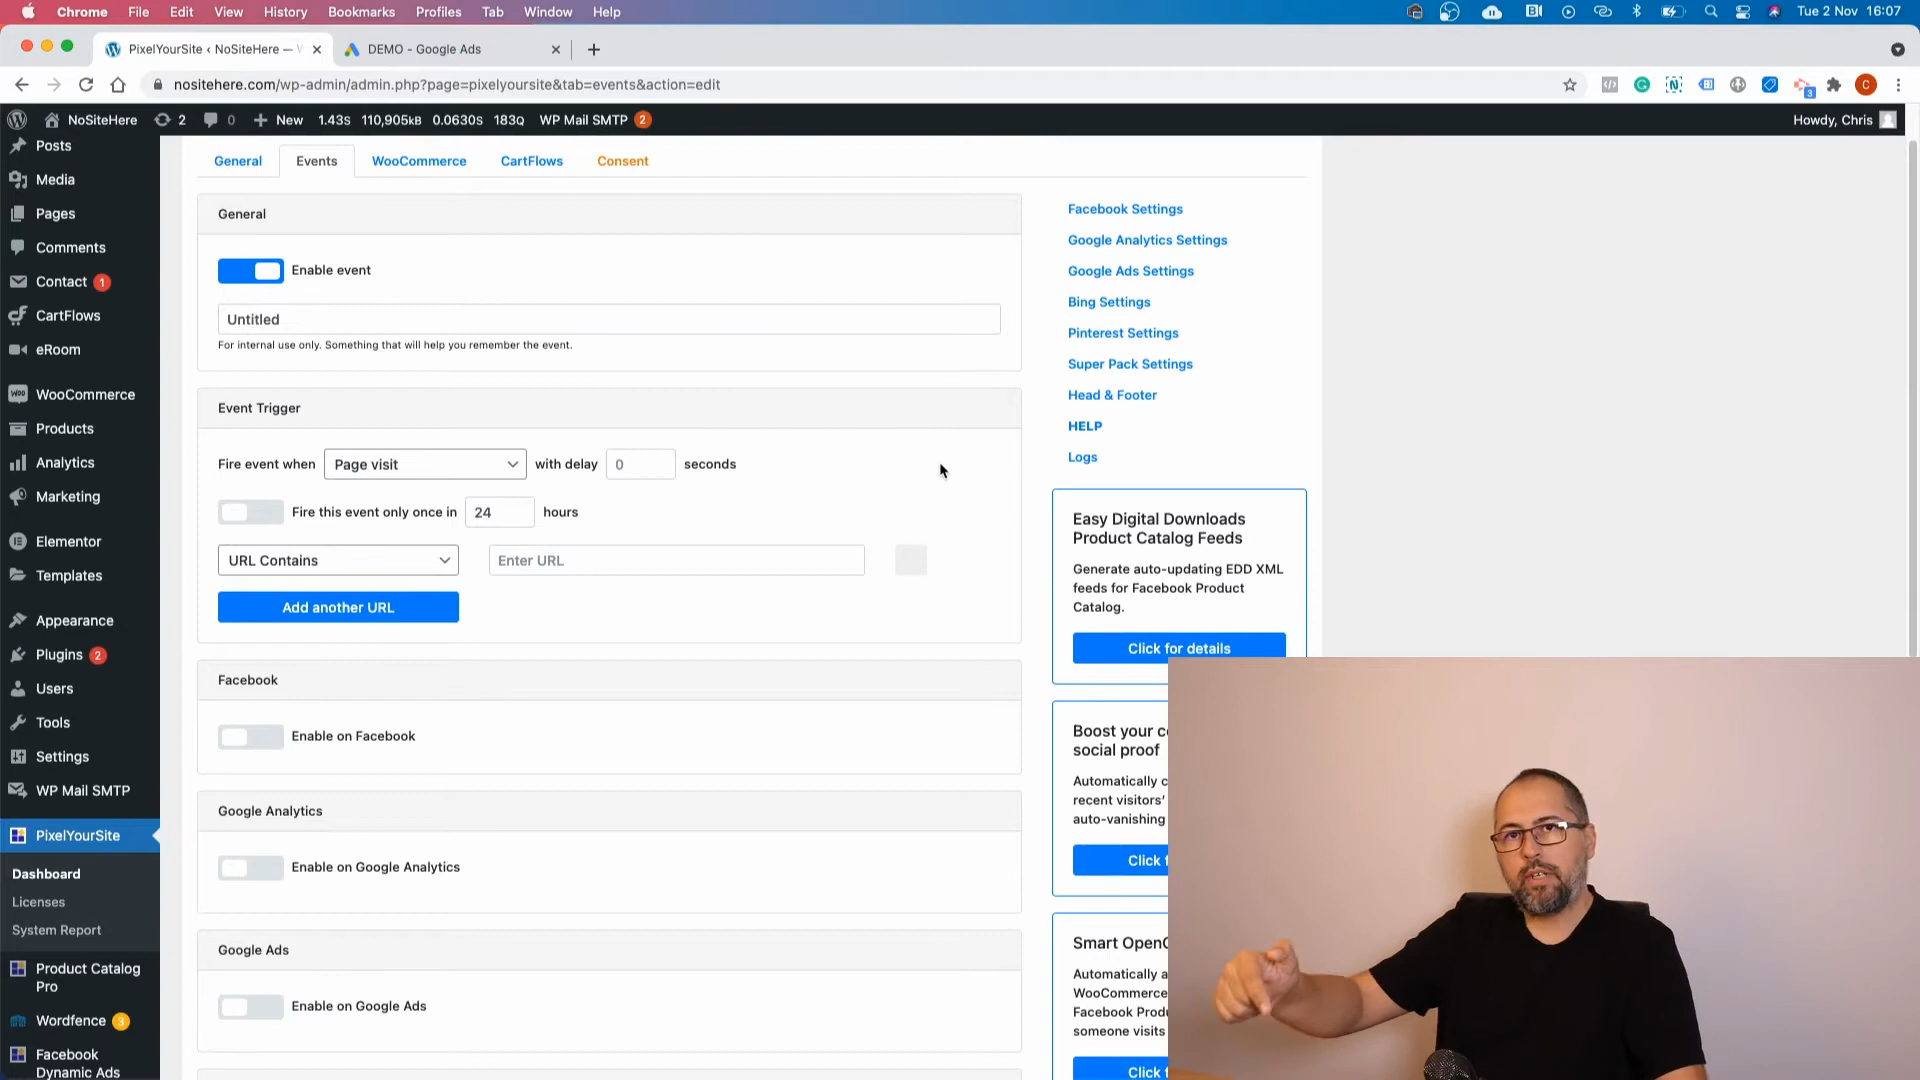 Chrome File Edit View History Bookmarks Profiles Tab Window Help
Tue 2 Nov 16:07
PixelYourSite ‹ NoSiteHere —
DEMO - Google Ads
nositehere.com/wp-admin/admin.php?page=pixelyoursite&tab=events&action=edit
C
3
NoSiteHere 2 0 New 1.43S 110,905kB 0.0630S 183Q WP Mail SMTP 2
Howdy, Chris
Posts
Media
Pages
Comments
Contact 1
CartFlows
eRoom
WooCommerce
Products
Analytics
Marketing
Elementor
Templates
Appearance
Plugins 2
Users
Tools
Settings
WP Mail SMTP
PixelYourSite
Dashboard
Licenses
System Report
Product Catalog
Pro
Wordfence 3
Facebook
Dynamic Ads
General Events WooCommerce CartFlows Consent
General
Enable event
Untitled
For internal use only. Something that will help you remember the event.
Event Trigger
Fire event when Page visit with delay 0 seconds
Fire this event only once in 24 hours
URL Contains Enter URL
Add another URL
Facebook
Enable on Facebook
Google Analytics
Enable on Google Analytics
Google Ads
Enable on Google Ads
Facebook Settings
Google Analytics Settings
Google Ads Settings
Bing Settings
Pinterest Settings
Super Pack Settings
Head & Footer
HELP
Logs
Easy Digital Downloads
Product Catalog Feeds
Generate auto-updating EDD XML
feeds for Facebook Product
Catalog.
Click for details
Boost your
social proof
Automatically
recent visitors'
auto-vanishing
Click
Smart
Automatically
WooCommerce
Facebook
someone visits
Click